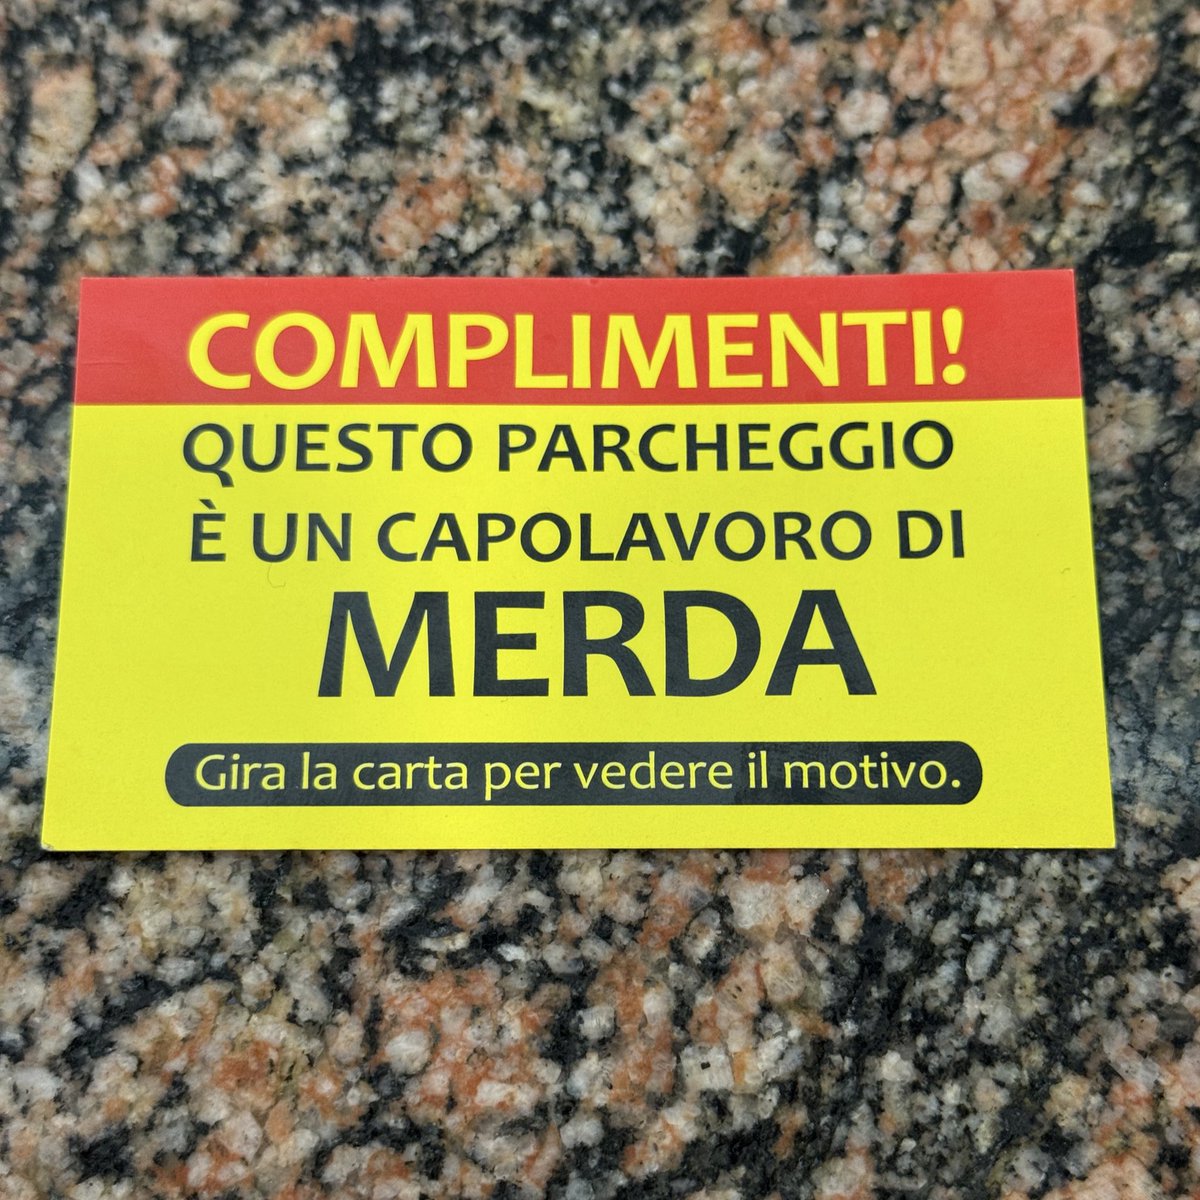 COMPLIMENTI!
QUESTO PARCHEGGIO
È UN CAPOLAVORO DI
MERDA
Gira la carta per vedere il motivo.